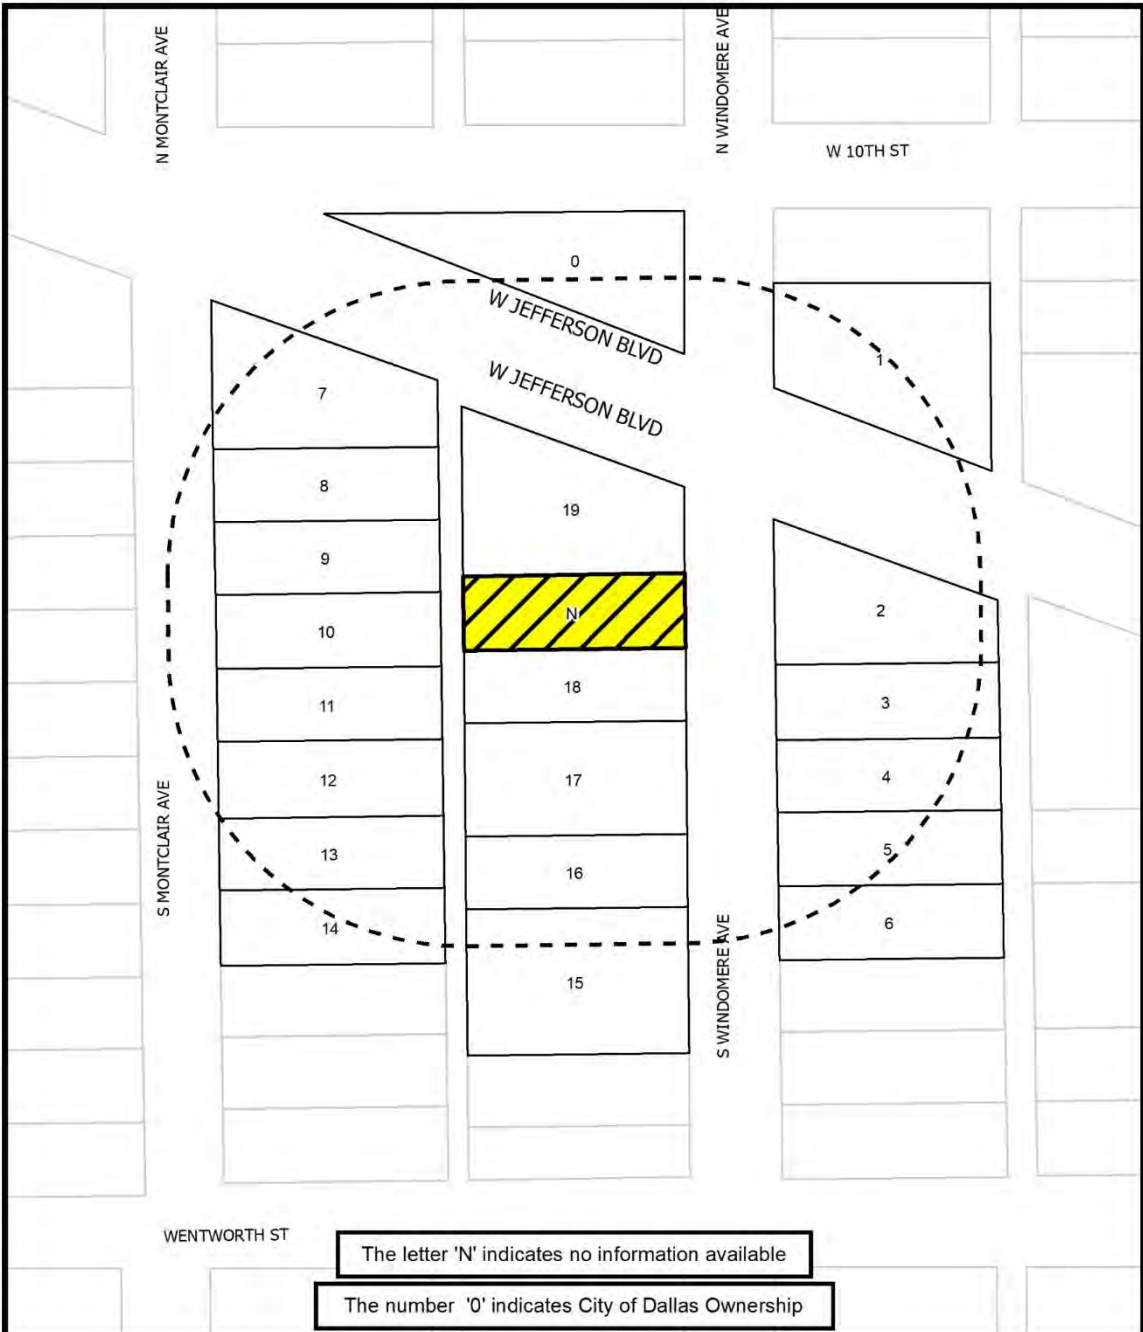 N MONTCLAIR AVE
N WINDOMERE AVE
W 10TH ST
0
W JEFFERSON BLVD
1
W JEFFERSON BLVD
7
8
19
9
N
2
10
18
3
11
17
4
12
S MONTCLAIR AVE
13
5
16
14
6
S WINDOMERE AVE
15
WENTWORTH ST
The letter 'N' indicates no information available
The number '0' indicates City of Dallas Ownership